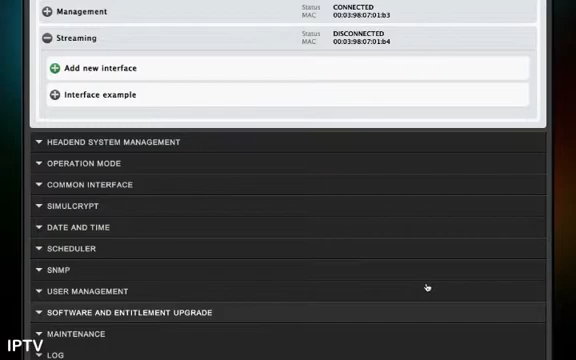 Management
Status CONNECTED
MAC 00:03:98:07:01:b3
Streaming
Status DISCONNECTED
MAC 00:03:98:07:01:b4
Add new interface
Interface example
HEADEND SYSTEM MANAGEMENT
OPERATION MODE
COMMON INTERFACE
SIMULCRYPT
DATE AND TIME
SCHEDULER
SNMP
USER MANAGEMENT
SOFTWARE AND ENTITLEMENT UPGRADE
MAINTENANCE
IPTV
LOG